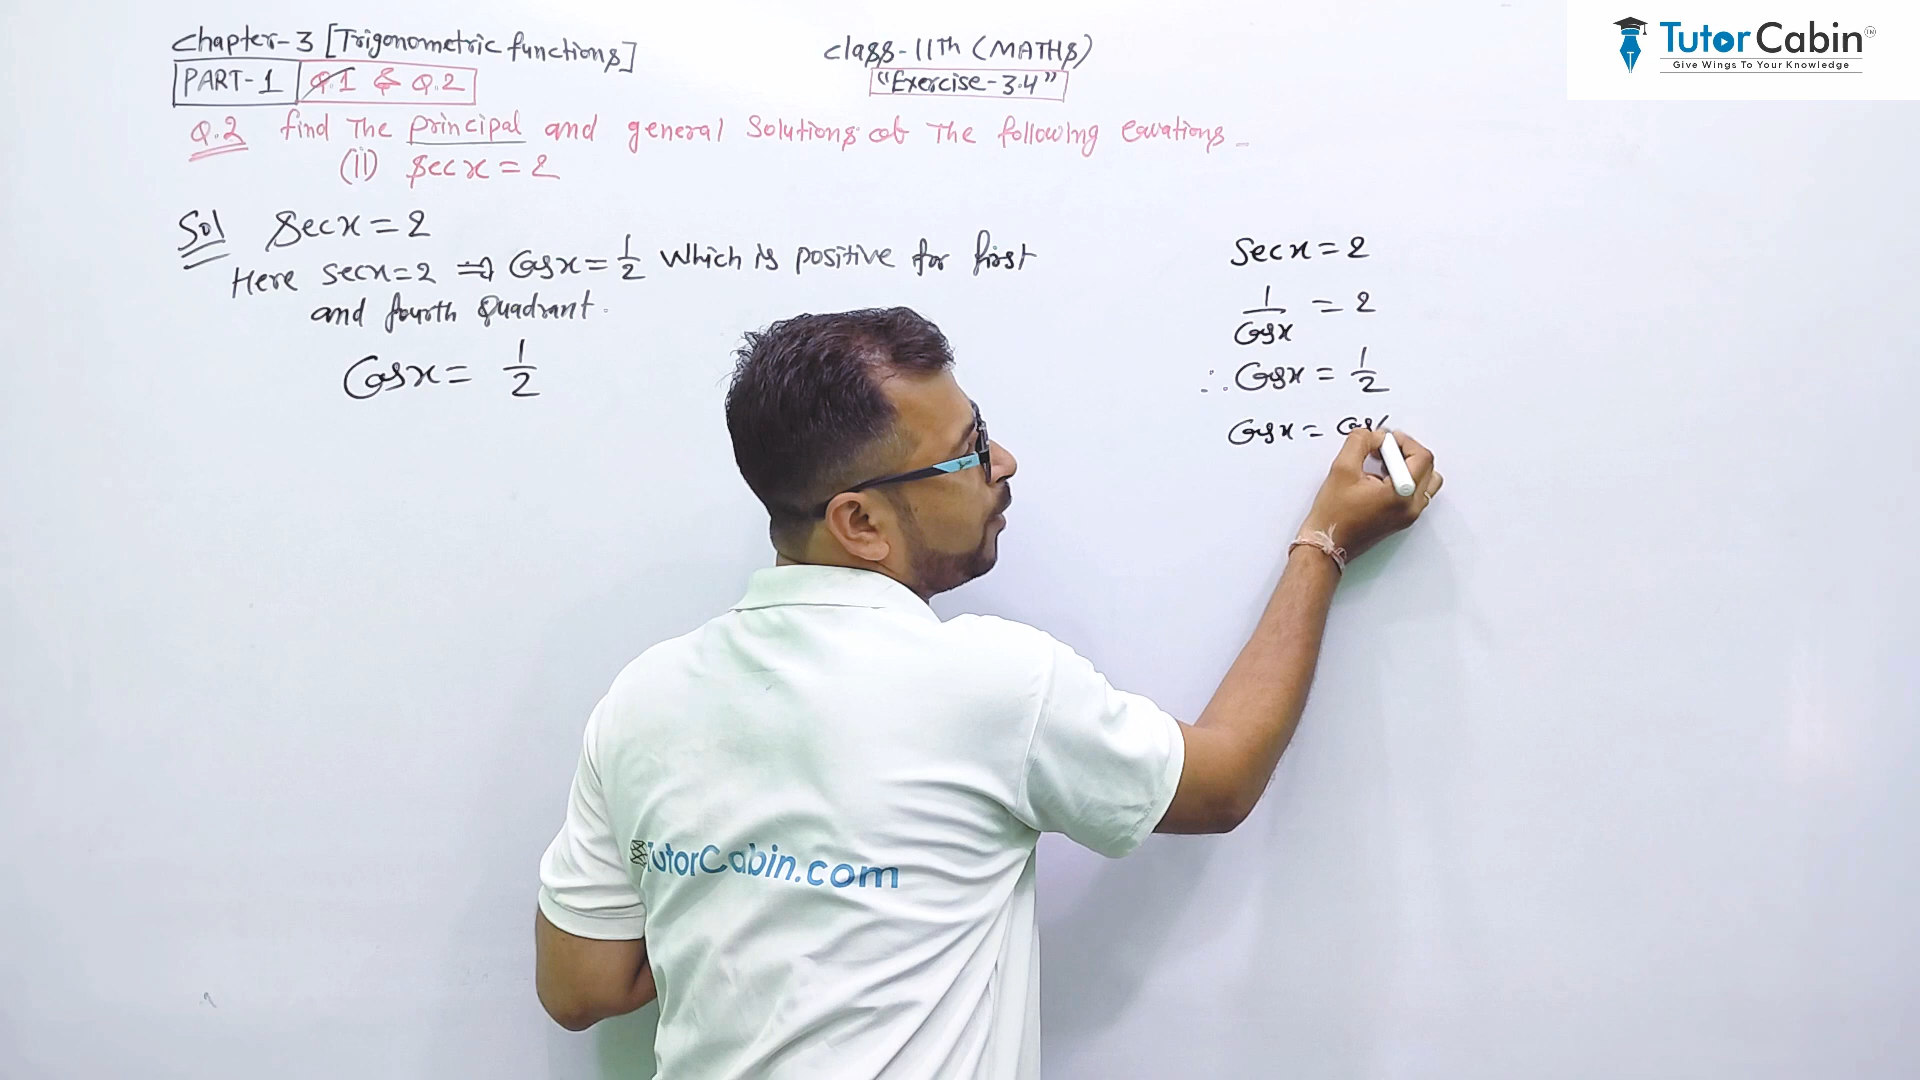 Chapter-3 [Trigonometric functions]
Class-11th (MATHS)
PART-1 Q.1 & Q.2
"Exercise-3.4"
Q.2 find The principal and general Solutions of The following equations.
(ii) Sec x = 2
Sol Sec x = 2
Here sec x = 2 ⇒ Cos x = 1/2 which is positive for first
and fourth Quadrant.
Cos x = 1/2
Sec x = 2
1/Cos x = 2
∴ Cos x = 1/2
Cos x = Cos
TutorCabin™
Give Wings To Your Knowledge
TutorCabin.com